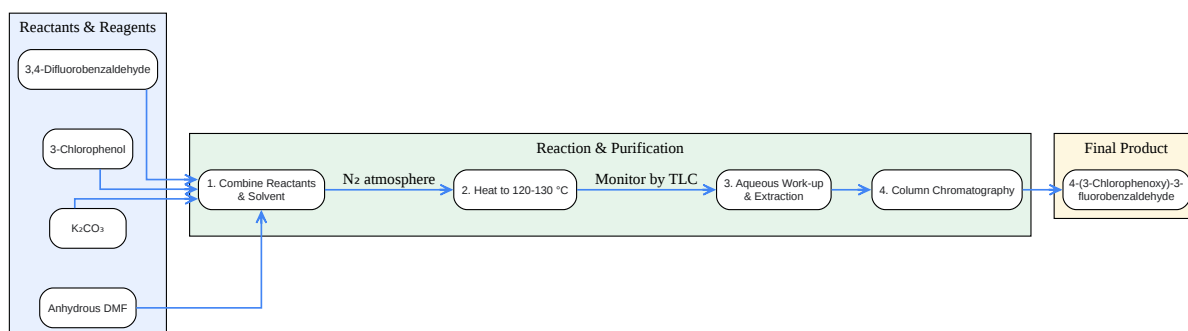 Reactants & Reagents
3,4-Difluorobenzaldehyde
3-Chlorophenol
K₂CO₃
Anhydrous DMF
Reaction & Purification
1. Combine Reactants
& Solvent
N₂ atmosphere
2. Heat to 120-130 °C
Monitor by TLC
3. Aqueous Work-up
& Extraction
4. Column Chromatography
Final Product
4-(3-Chlorophenoxy)-3-
fluorobenzaldehyde